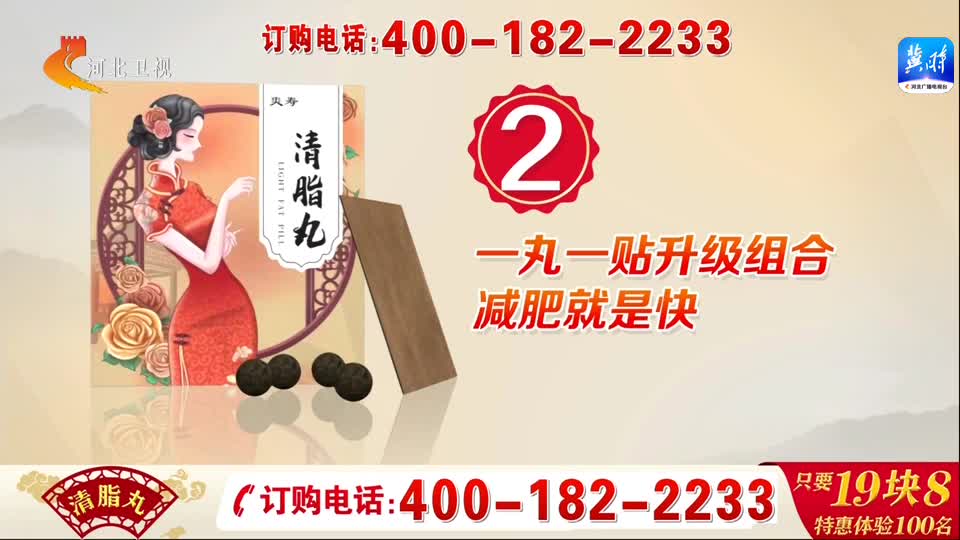 订购电话:400-182-2233
河北卫视
冀时
河北广播电视台
爽寿
清脂丸
LIGHT FAT PILL
2
一丸一贴升级组合
减肥就是快
清脂丸
订购电话:400-182-2233
只要19块8
特惠体验100名